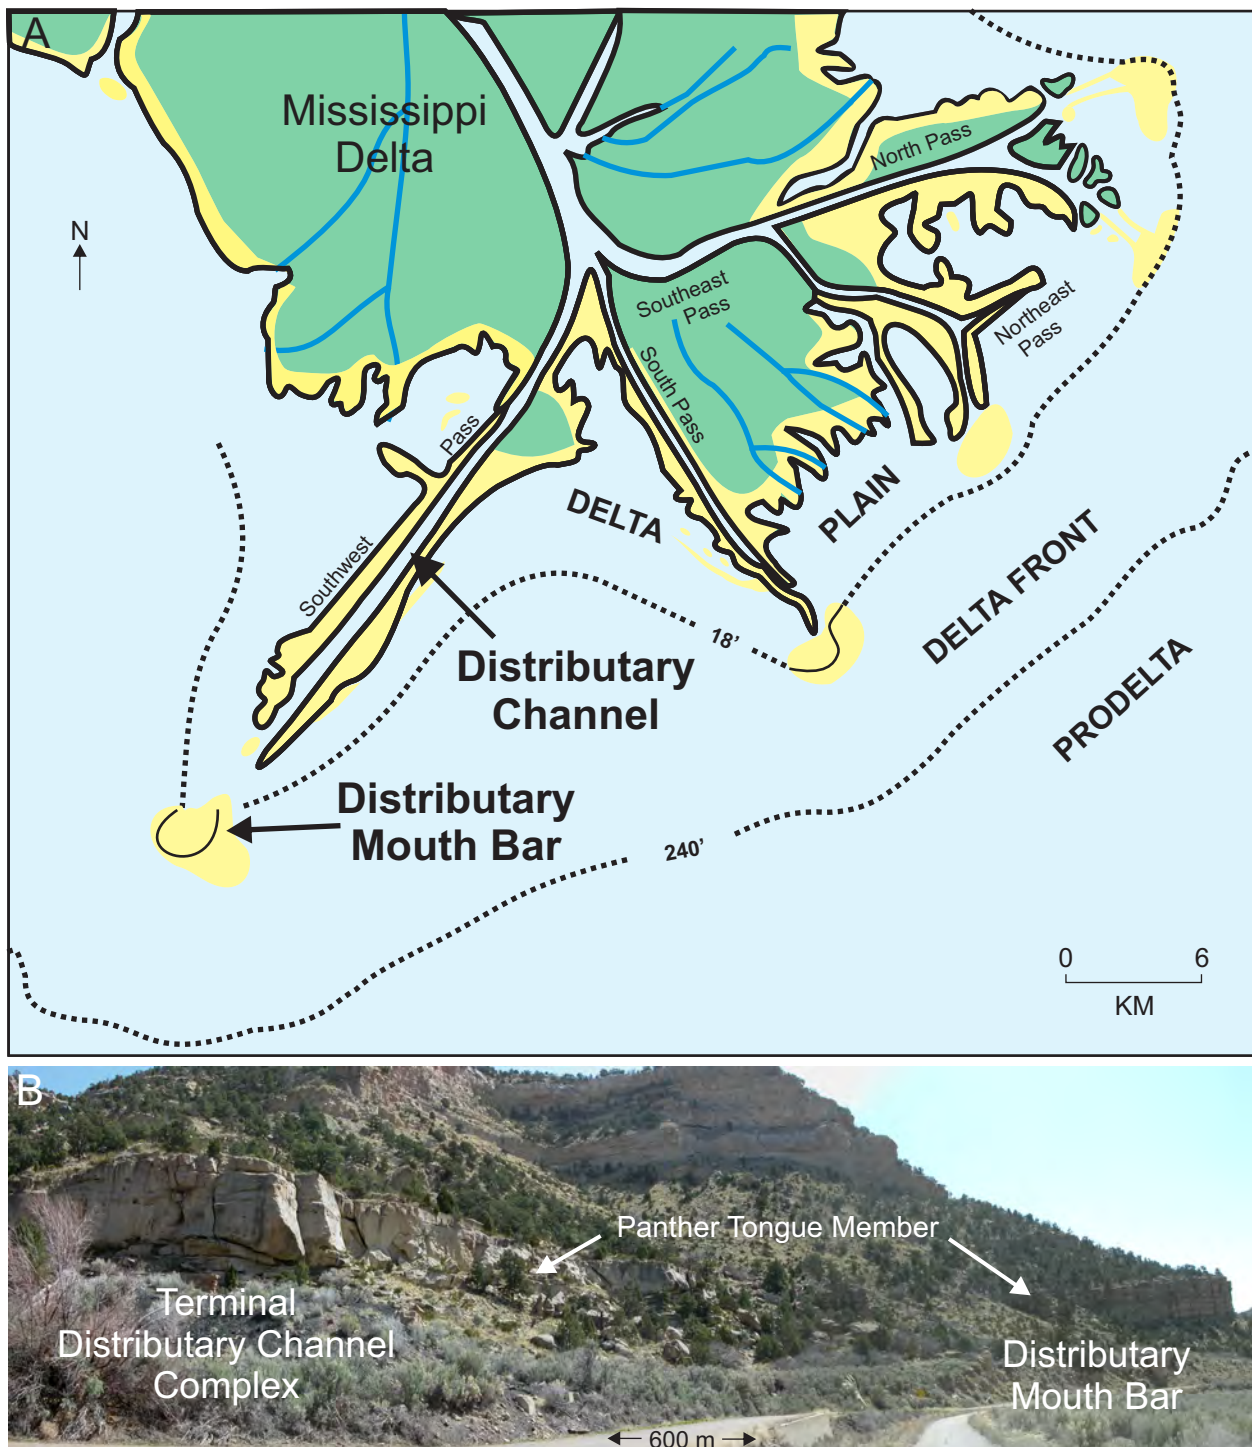 A
Mississippi
Delta
N
North Pass
Southeast
Pass
Northeast
Pass
South Pass
Pass
Southwest
DELTA
PLAIN
DELTA FRONT
PRODELTA
18'
Distributary
Channel
Distributary
Mouth Bar
240'
0 6
KM
B
Panther Tongue Member
Terminal
Distributary Channel
Complex
Distributary
Mouth Bar
600 m